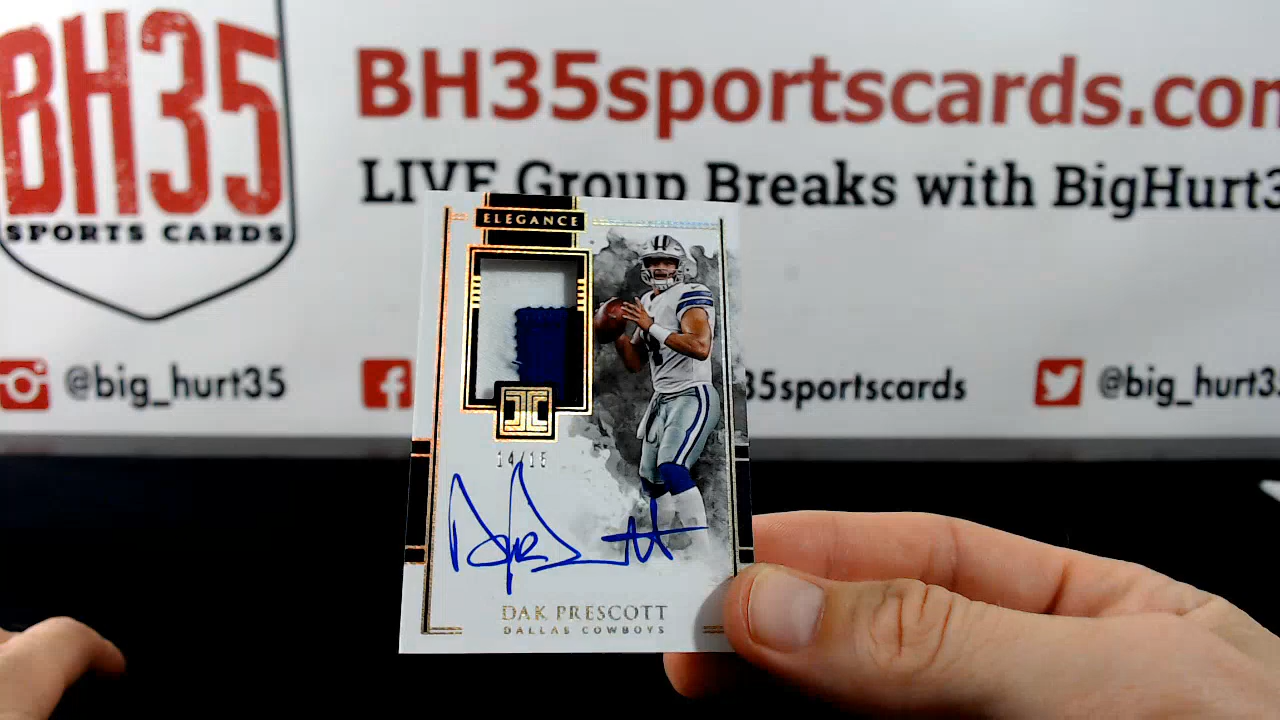 BH35
SPORTS CARDS
BH35sportscards.com
LIVE Group Breaks with BigHurt3
@big_hurt35
35sportscards
@big_hurt3
ELEGANCE
14/15
DAK PRESCOTT
DALLAS COWBOYS